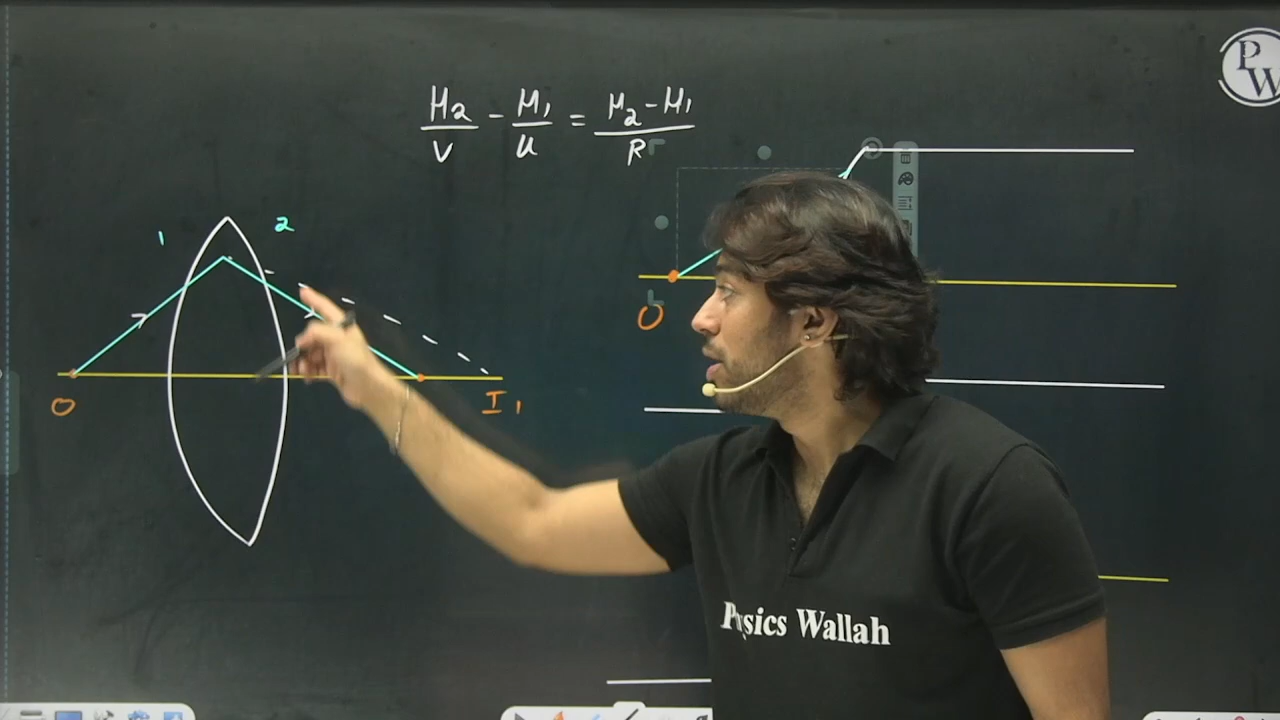 μ₂/v - μ₁/u = μ₂-μ₁/R
PW
1 2
O
O I₁
Physics Wallah